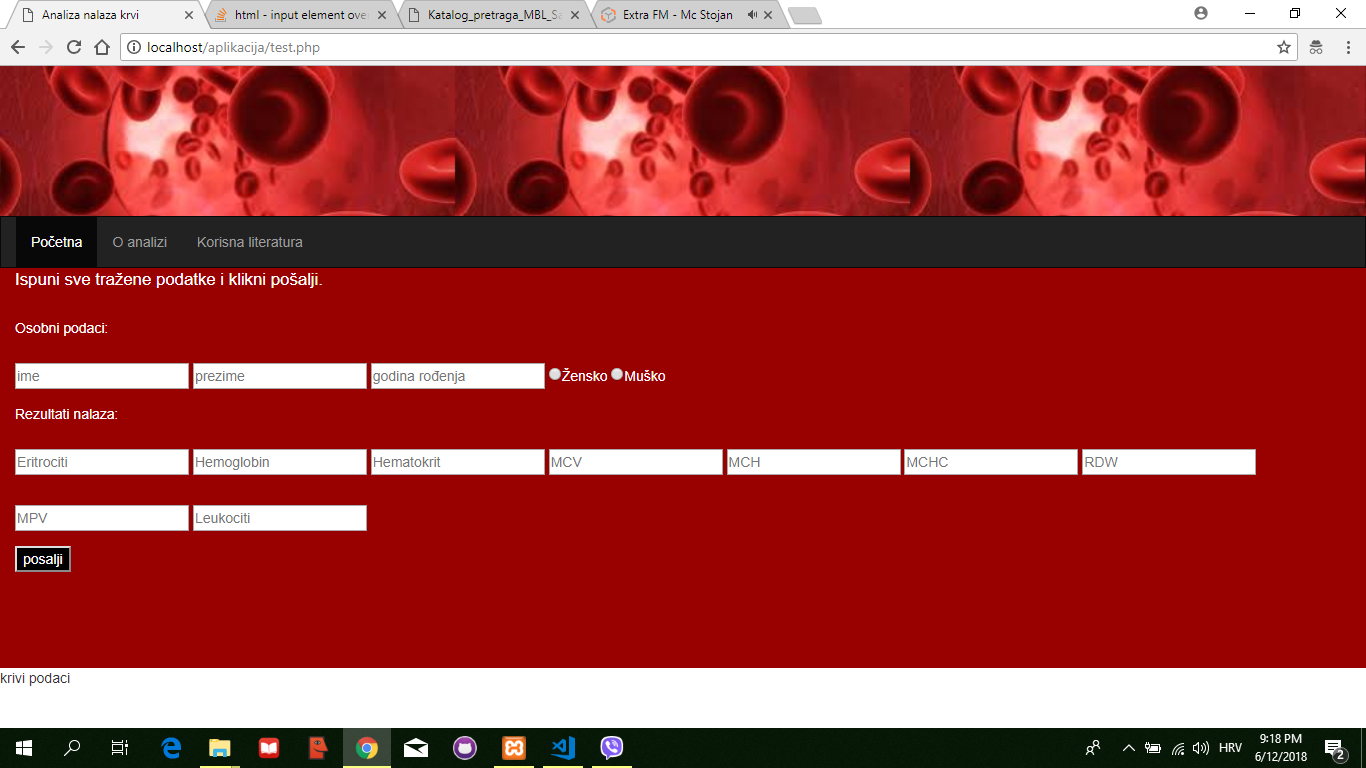 Analiza nalaza krvi
html - input element over
Katalog_pretraga_MBL_Sa
Extra FM - Mc Stojan
localhost/aplikacija/test.php
Početna O analizi Korisna literatura
Ispuni sve tražene podatke i klikni pošalji.
Osobni podaci:
ime prezime godina rođenja Žensko Muško
Rezultati nalaza:
Eritrociti Hemoglobin Hematokrit MCV MCH MCHC RDW
MPV Leukociti
posalji
krivi podaci
HRV
9:18 PM
6/12/2018
2